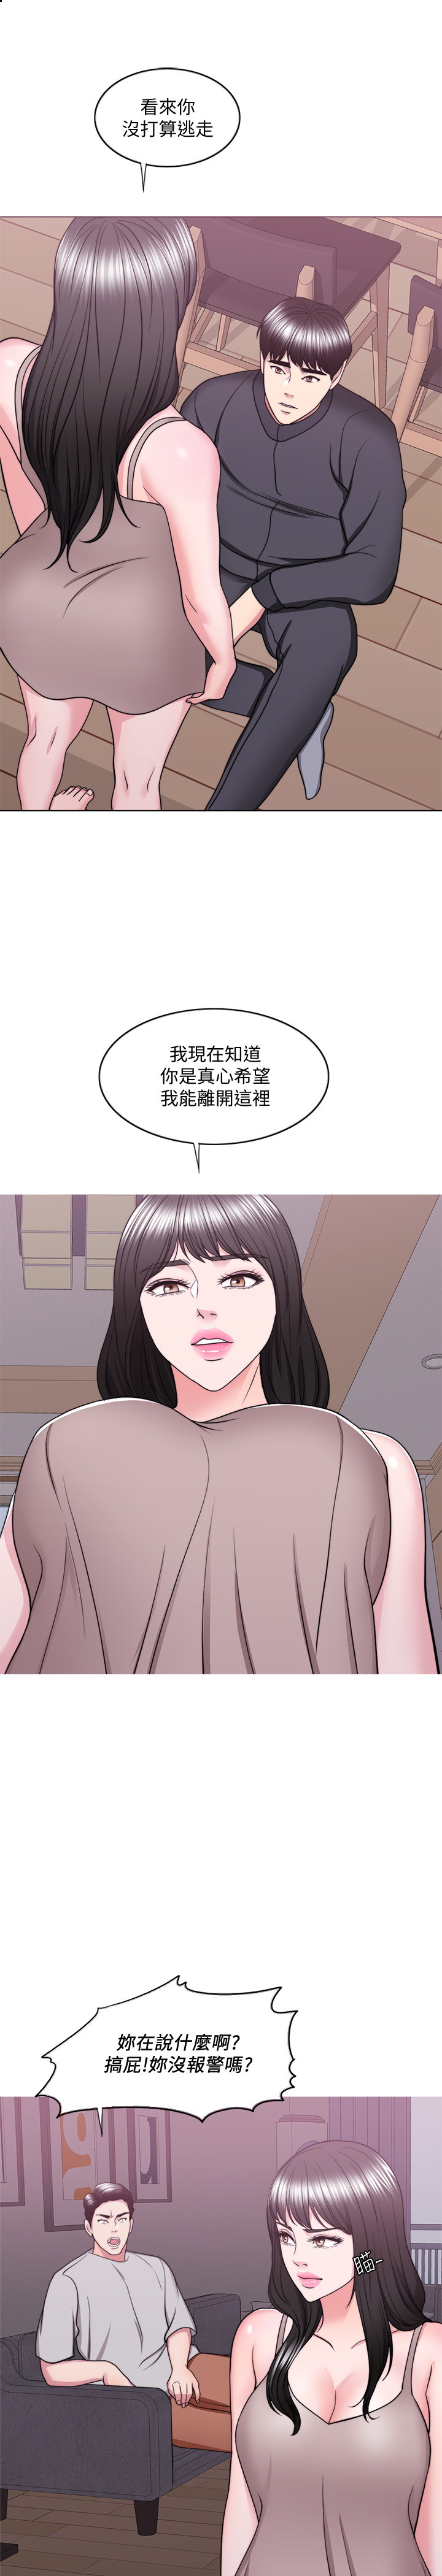 看來你
沒打算逃走
我現在知道
你是真心希望
我能離開這裡
妳在說什麼啊?
搞屁!妳沒報警嗎?
瞄-